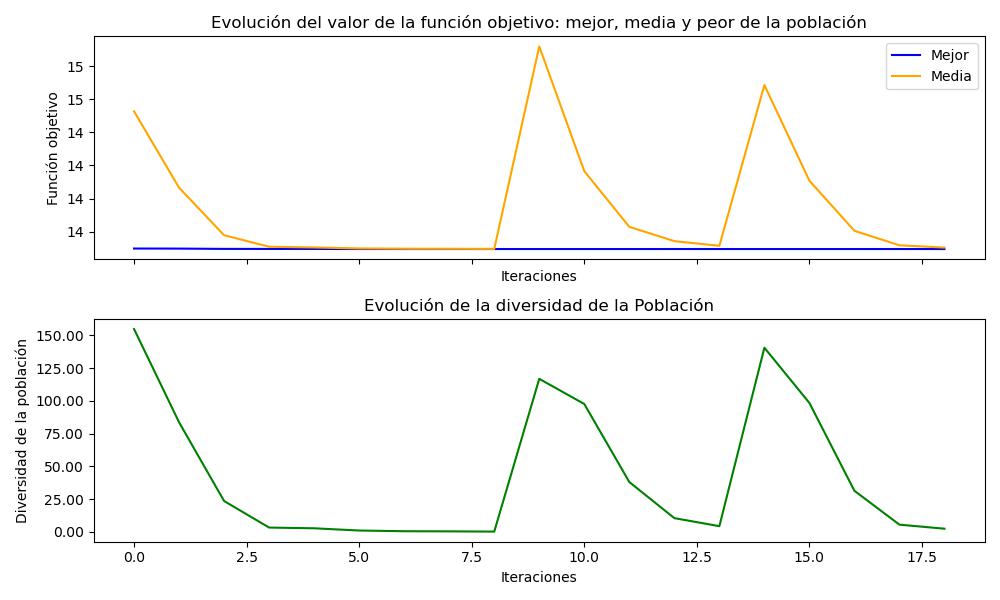 Evolución del valor de la función objetivo: mejor, media y peor de la población
Mejor
Media
15
15
14
14
14
14
Función objetivo
Iteraciones
Evolución de la diversidad de la Población
150.00
125.00
100.00
75.00
50.00
25.00
0.00
Diversidad de la población
0.0 2.5 5.0 7.5 10.0 12.5 15.0 17.5
Iteraciones